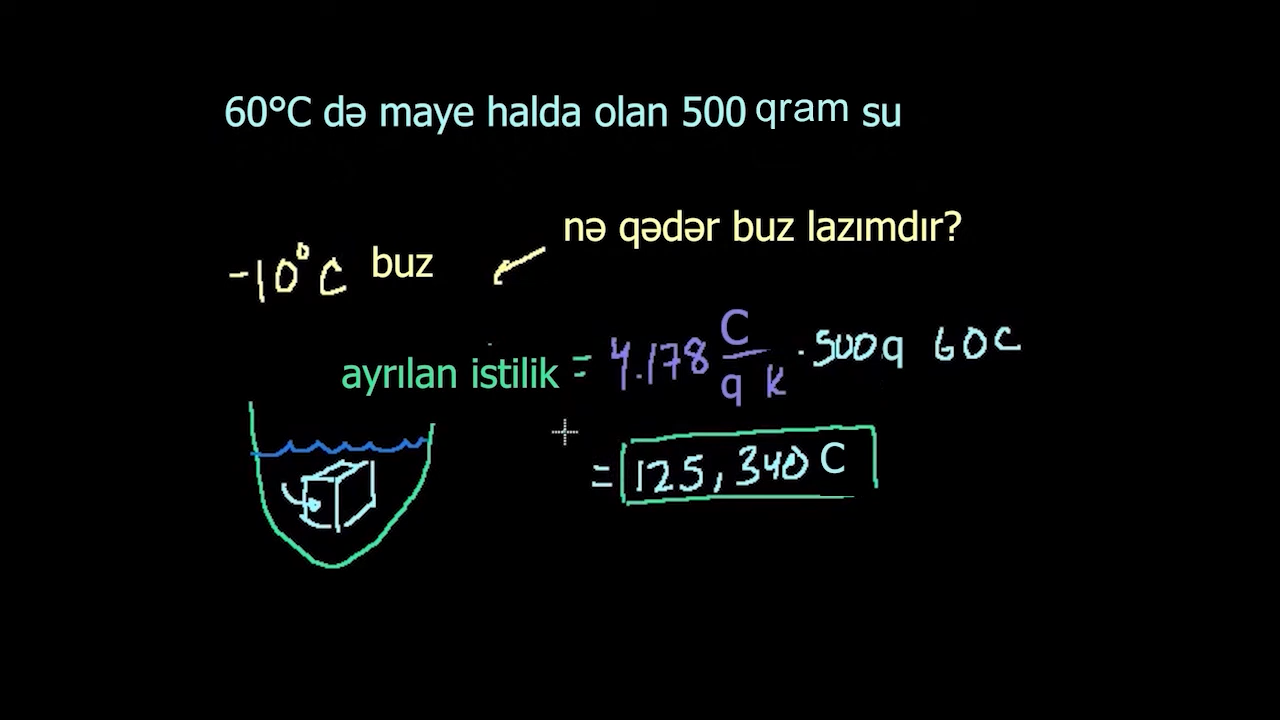 60°C də maye halda olan 500 qram su
nə qədər buz lazımdır?
-10°C buz
ayrılan istilik = 4.178 C/q k · 500q 60C
= 125,340 C